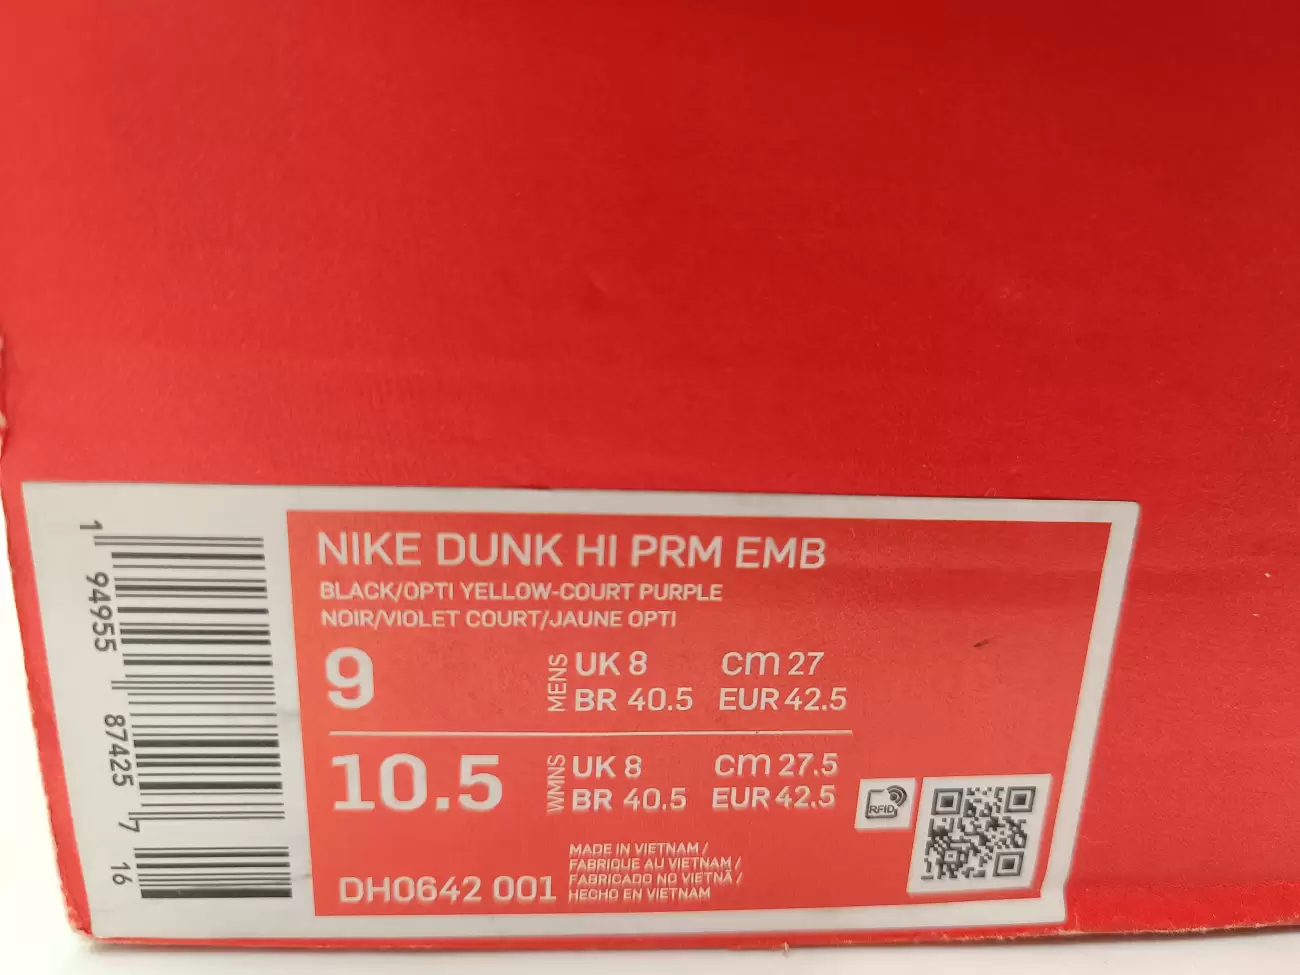 1 94955 87425 7 16
NIKE DUNK HI PRM EMB
BLACK/OPTI YELLOW-COURT PURPLE
NOIR/VIOLET COURT/JAUNE OPTI
9 MENS UK 8 cm 27
BR 40.5 EUR 42.5
10.5 WMNS UK 8 cm 27.5
BR 40.5 EUR 42.5
RFID
MADE IN VIETNAM /
FABRIQUE AU VIETNAM /
FABRICADO NO VIETNÃ /
HECHO EN VIETNAM
DH0642 001